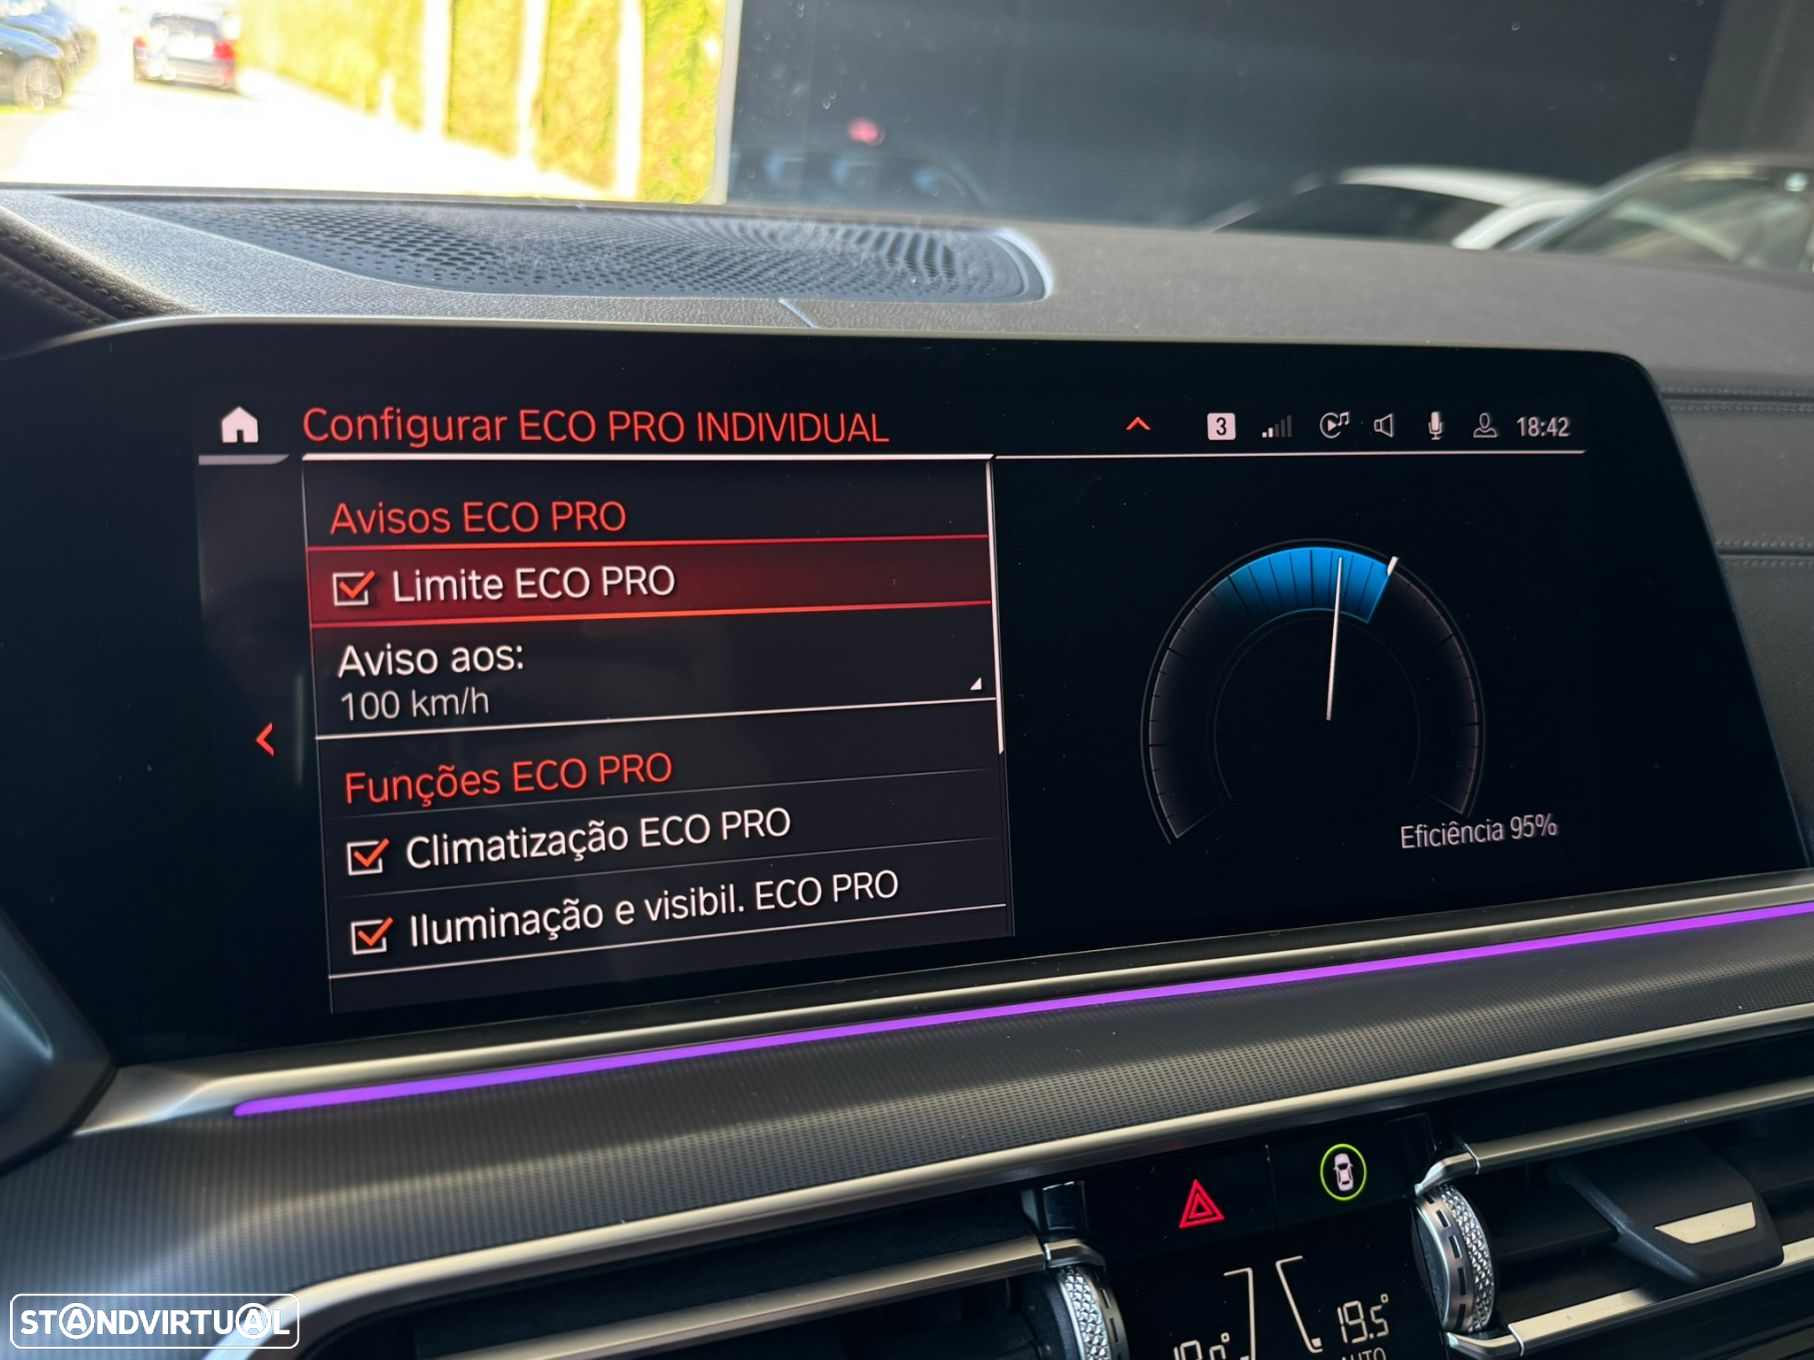 Configurar ECO PRO INDIVIDUAL
3
18:42
Avisos ECO PRO
Limite ECO PRO
Aviso aos:
100 km/h
Funções ECO PRO
Climatização ECO PRO
Iluminação e visibil. ECO PRO
Eficiência 95%
19.5°
AUTO
STANDVIRTUAL